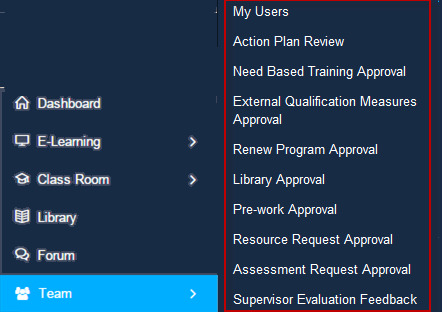 Dashboard
E-Learning
Class Room
Library
Forum
Team
My Users
Action Plan Review
Need Based Training Approval
External Qualification Measures
Approval
Renew Program Approval
Library Approval
Pre-work Approval
Resource Request Approval
Assessment Request Approval
Supervisor Evaluation Feedback